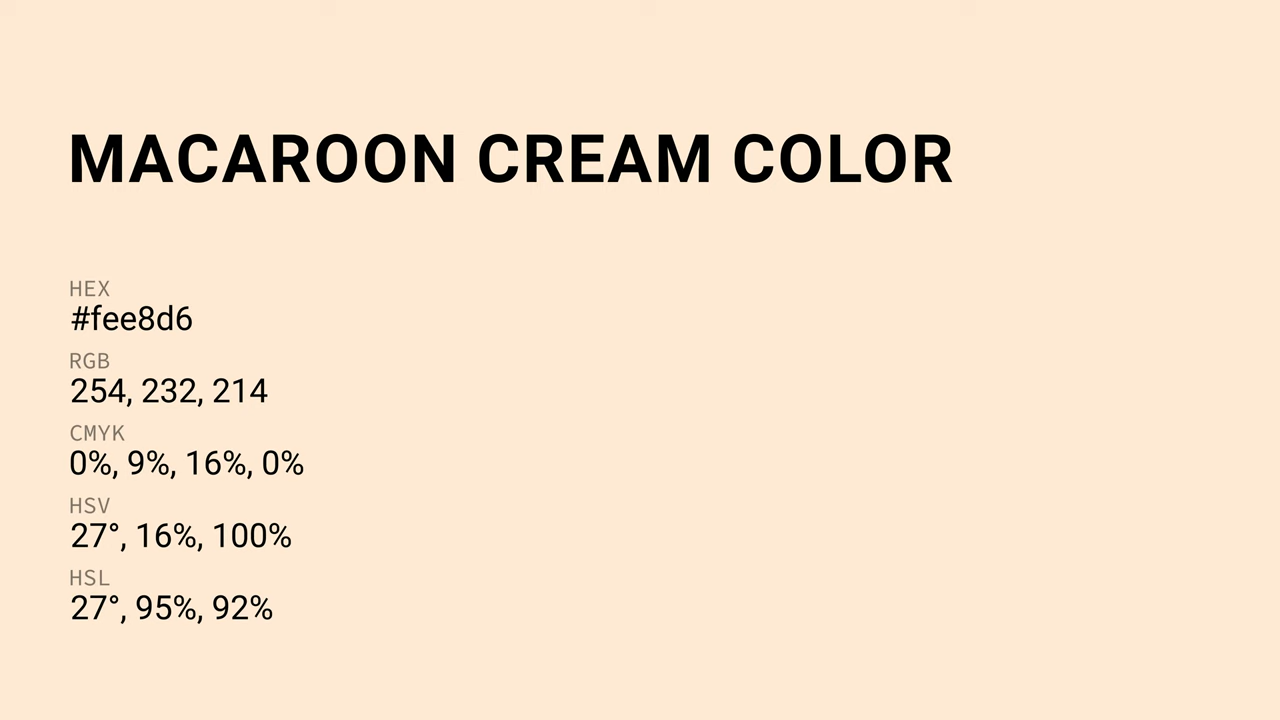 MACAROON CREAM COLOR
HEX
#fee8d6
RGB
254, 232, 214
CMYK
0%, 9%, 16%, 0%
HSV
27°, 16%, 100%
HSL
27°, 95%, 92%